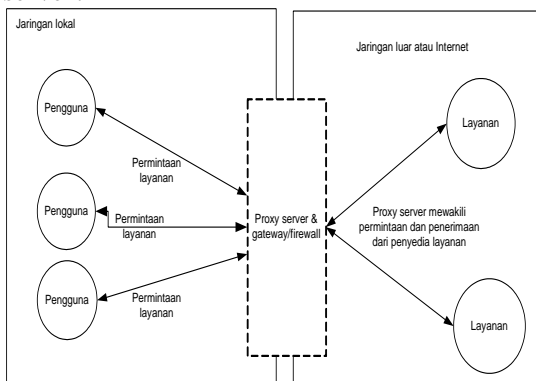 Jaringan lokal
Jaringan luar atau Internet
Pengguna
Permintaan
layanan
Pengguna
Permintaan
layanan
Pengguna
Permintaan
layanan
Proxy server &
gateway/firewall
Layanan
Proxy server mewakili
permintaan dan penerimaan
dari penyedia layanan
Layanan